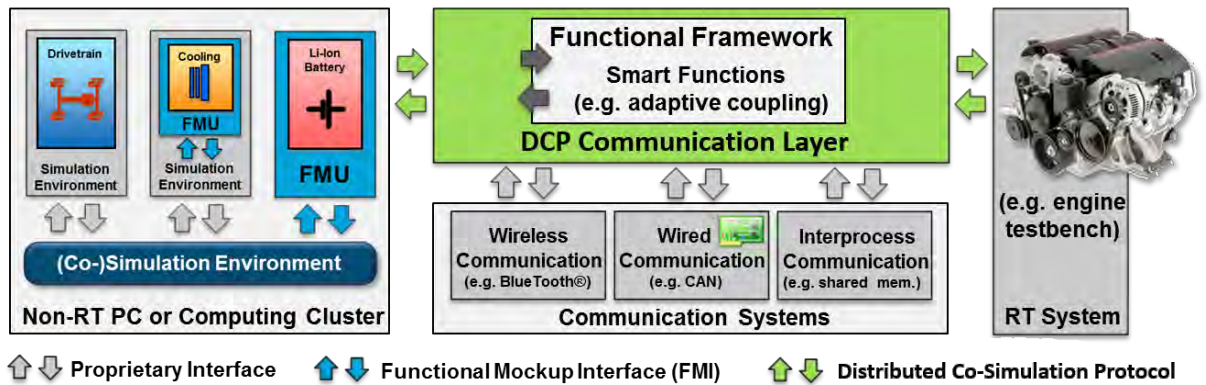 Drivetrain
Simulation
Environment
Cooling
FMU
Simulation
Environment
Li-Ion
Battery
FMU
(Co-)Simulation Environment
Non-RT PC or Computing Cluster
Functional Framework
Smart Functions
(e.g. adaptive coupling)
DCP Communication Layer
Wireless
Communication
(e.g. BlueTooth®)
Wired
Communication
(e.g. CAN)
Interprocess
Communication
(e.g. shared mem.)
Communication Systems
(e.g. engine
testbench)
RT System
Proprietary Interface
Functional Mockup Interface (FMI)
Distributed Co-Simulation Protocol